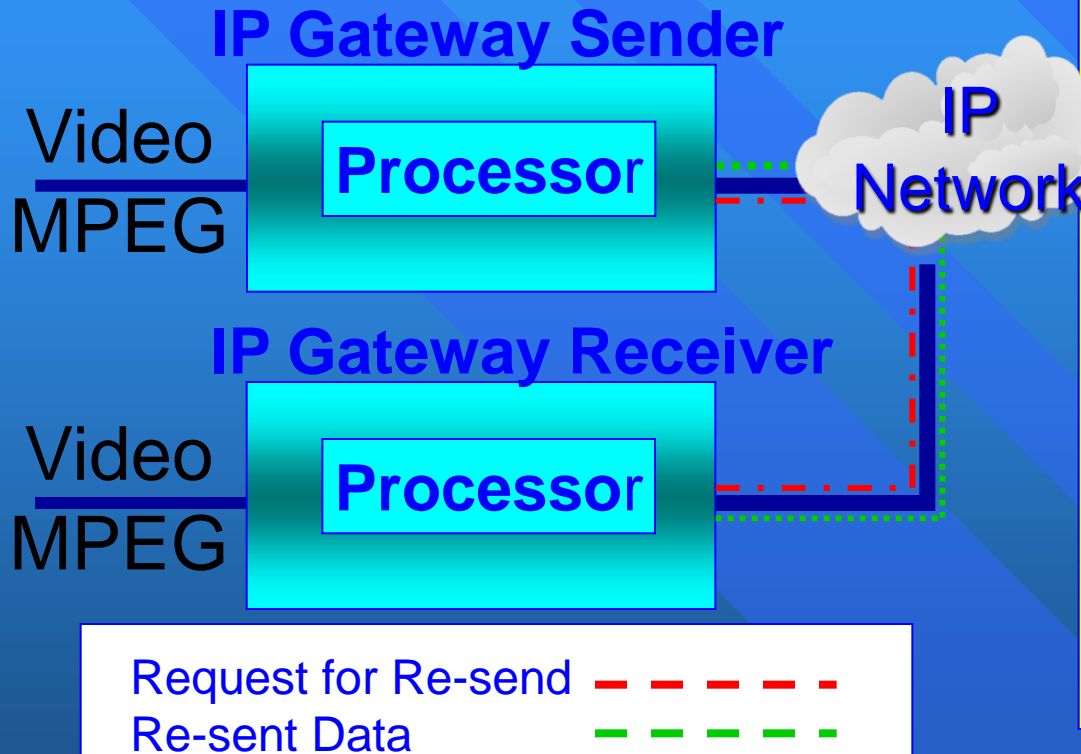 IP Gateway Sender
Video
MPEG
Processor
IP
Network
IP Gateway Receiver
Video
MPEG
Processor
Request for Re-send
Re-sent Data